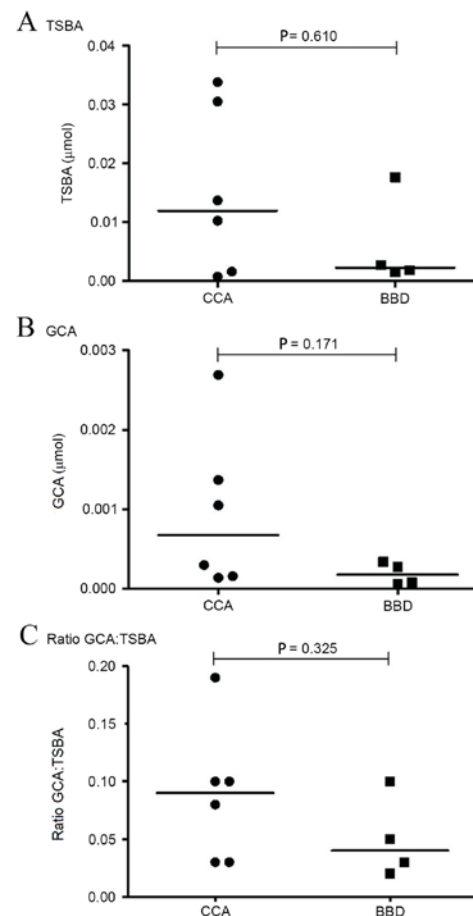 A TSBA
P = 0.610
0.04
0.03
0.02
0.01
0.00
TSBA (μmol)
CCA BBD
B GCA
P = 0.171
0.003
0.002
0.001
0.000
GCA (μmol)
CCA BBD
C Ratio GCA:TSBA
P = 0.325
0.20
0.15
0.10
0.05
0.00
Ratio GCA:TSBA
CCA BBD